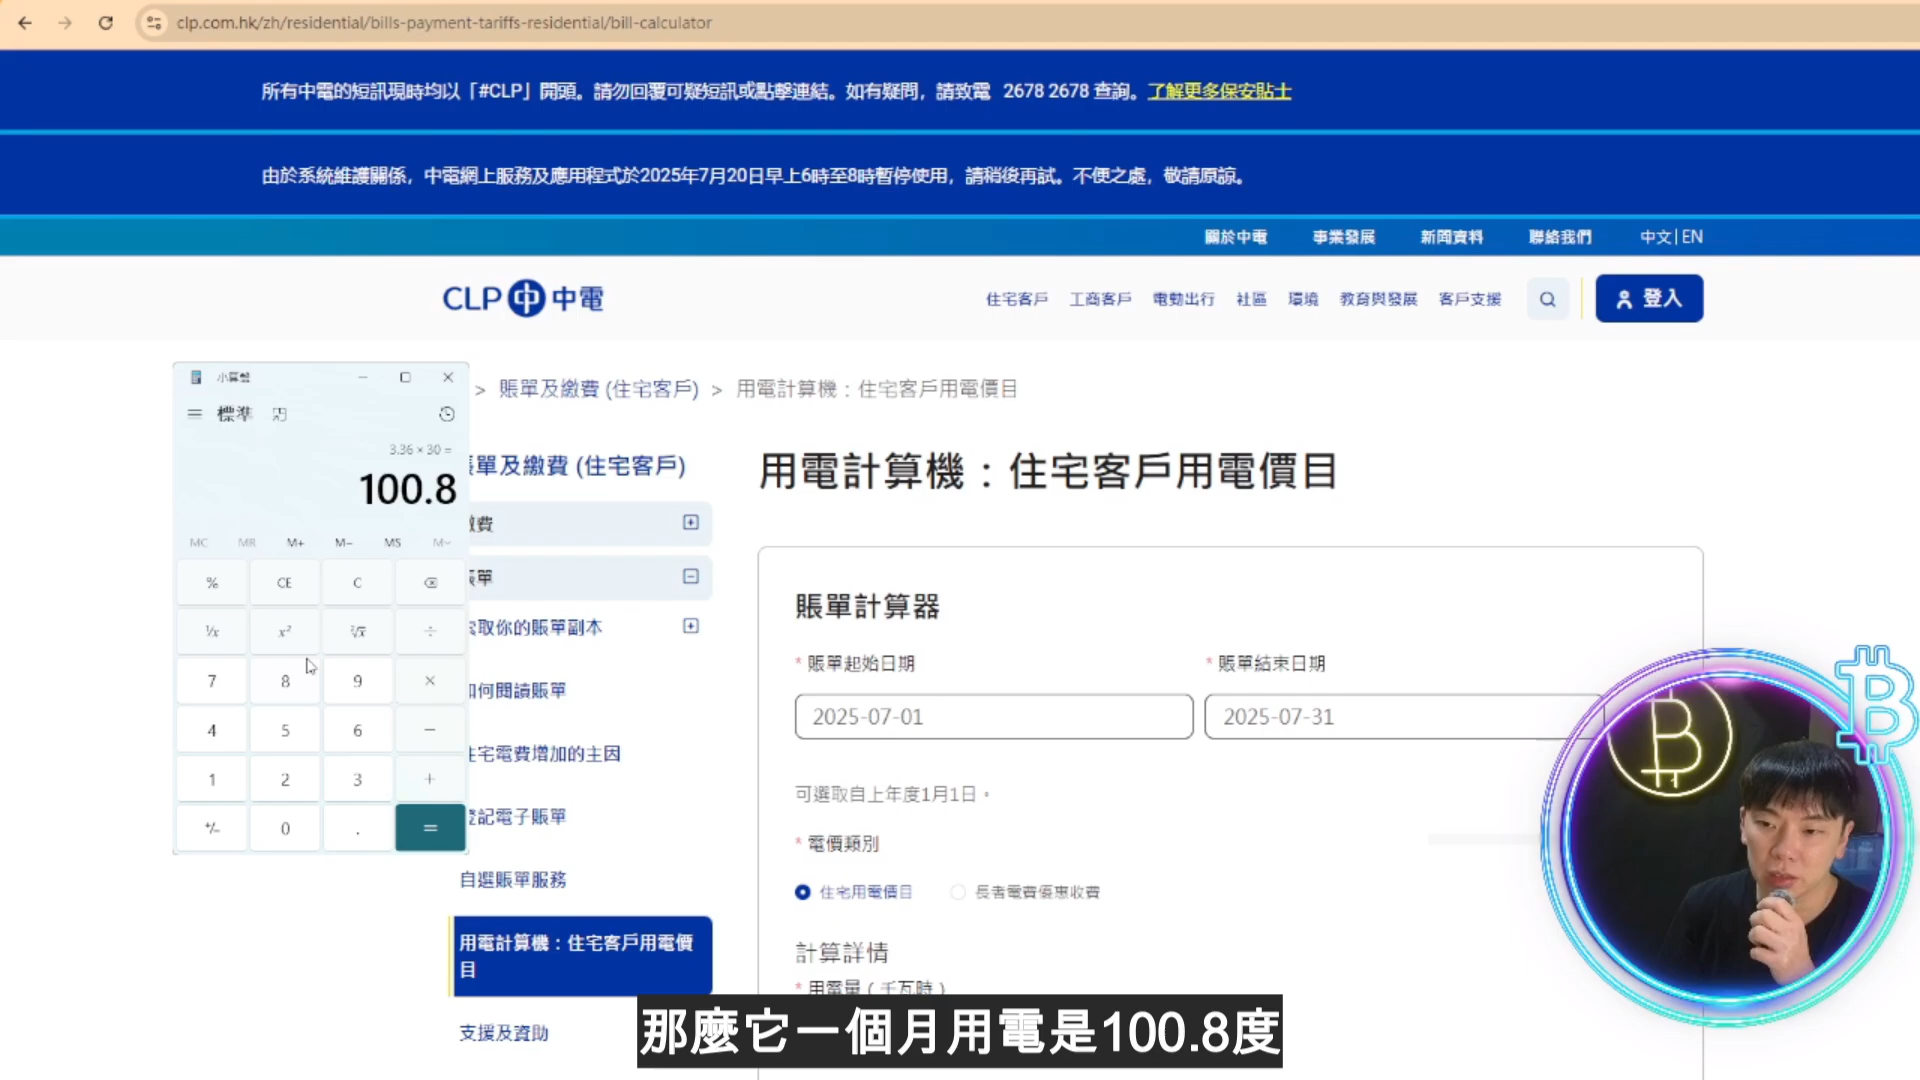 clp.com.hk/zh/residential/bills-payment-tariffs-residential/bill-calculator
所有中電的短訊現時均以「#CLP」開頭。請勿回覆可疑短訊或點擊連結。如有疑問，請致電 2678 2678 查詢。了解更多保安貼士
由於系統維護關係，中電網上服務及應用程式於2025年7月20日早上6時至8時暫停使用，請稍後再試。不便之處，敬請原諒。
關於中電 事業發展 新聞資料 聯絡我們 中文|EN
CLP 中電
住宅客戶 工商客戶 電動出行 社區 環境 教育與發展 客戶支援 登入
> 賬單及繳費 (住宅客戶) > 用電計算機：住宅客戶用電價目
小算盤
標準
3.36 × 30 =
100.8
MC MR M+ M− MS M˅
% CE C
¹/x x² ²√x ÷
7 8 9 ×
4 5 6 −
1 2 3 +
+/− 0 . =
單及繳費 (住宅客戶)
費
單
取你的賬單副本
如何閱讀賬單
住宅電費增加的主因
登記電子賬單
自選賬單服務
用電計算機：住宅客戶用電價
目
支援及資助
用電計算機：住宅客戶用電價目
賬單計算器
* 賬單起始日期 * 賬單結束日期
2025-07-01 2025-07-31
可選取自上年度1月1日。
* 電價類別
住宅用電價目 長者電費優惠收費
計算詳情
* 用電量（千瓦時）
那麼它一個月用電是100.8度